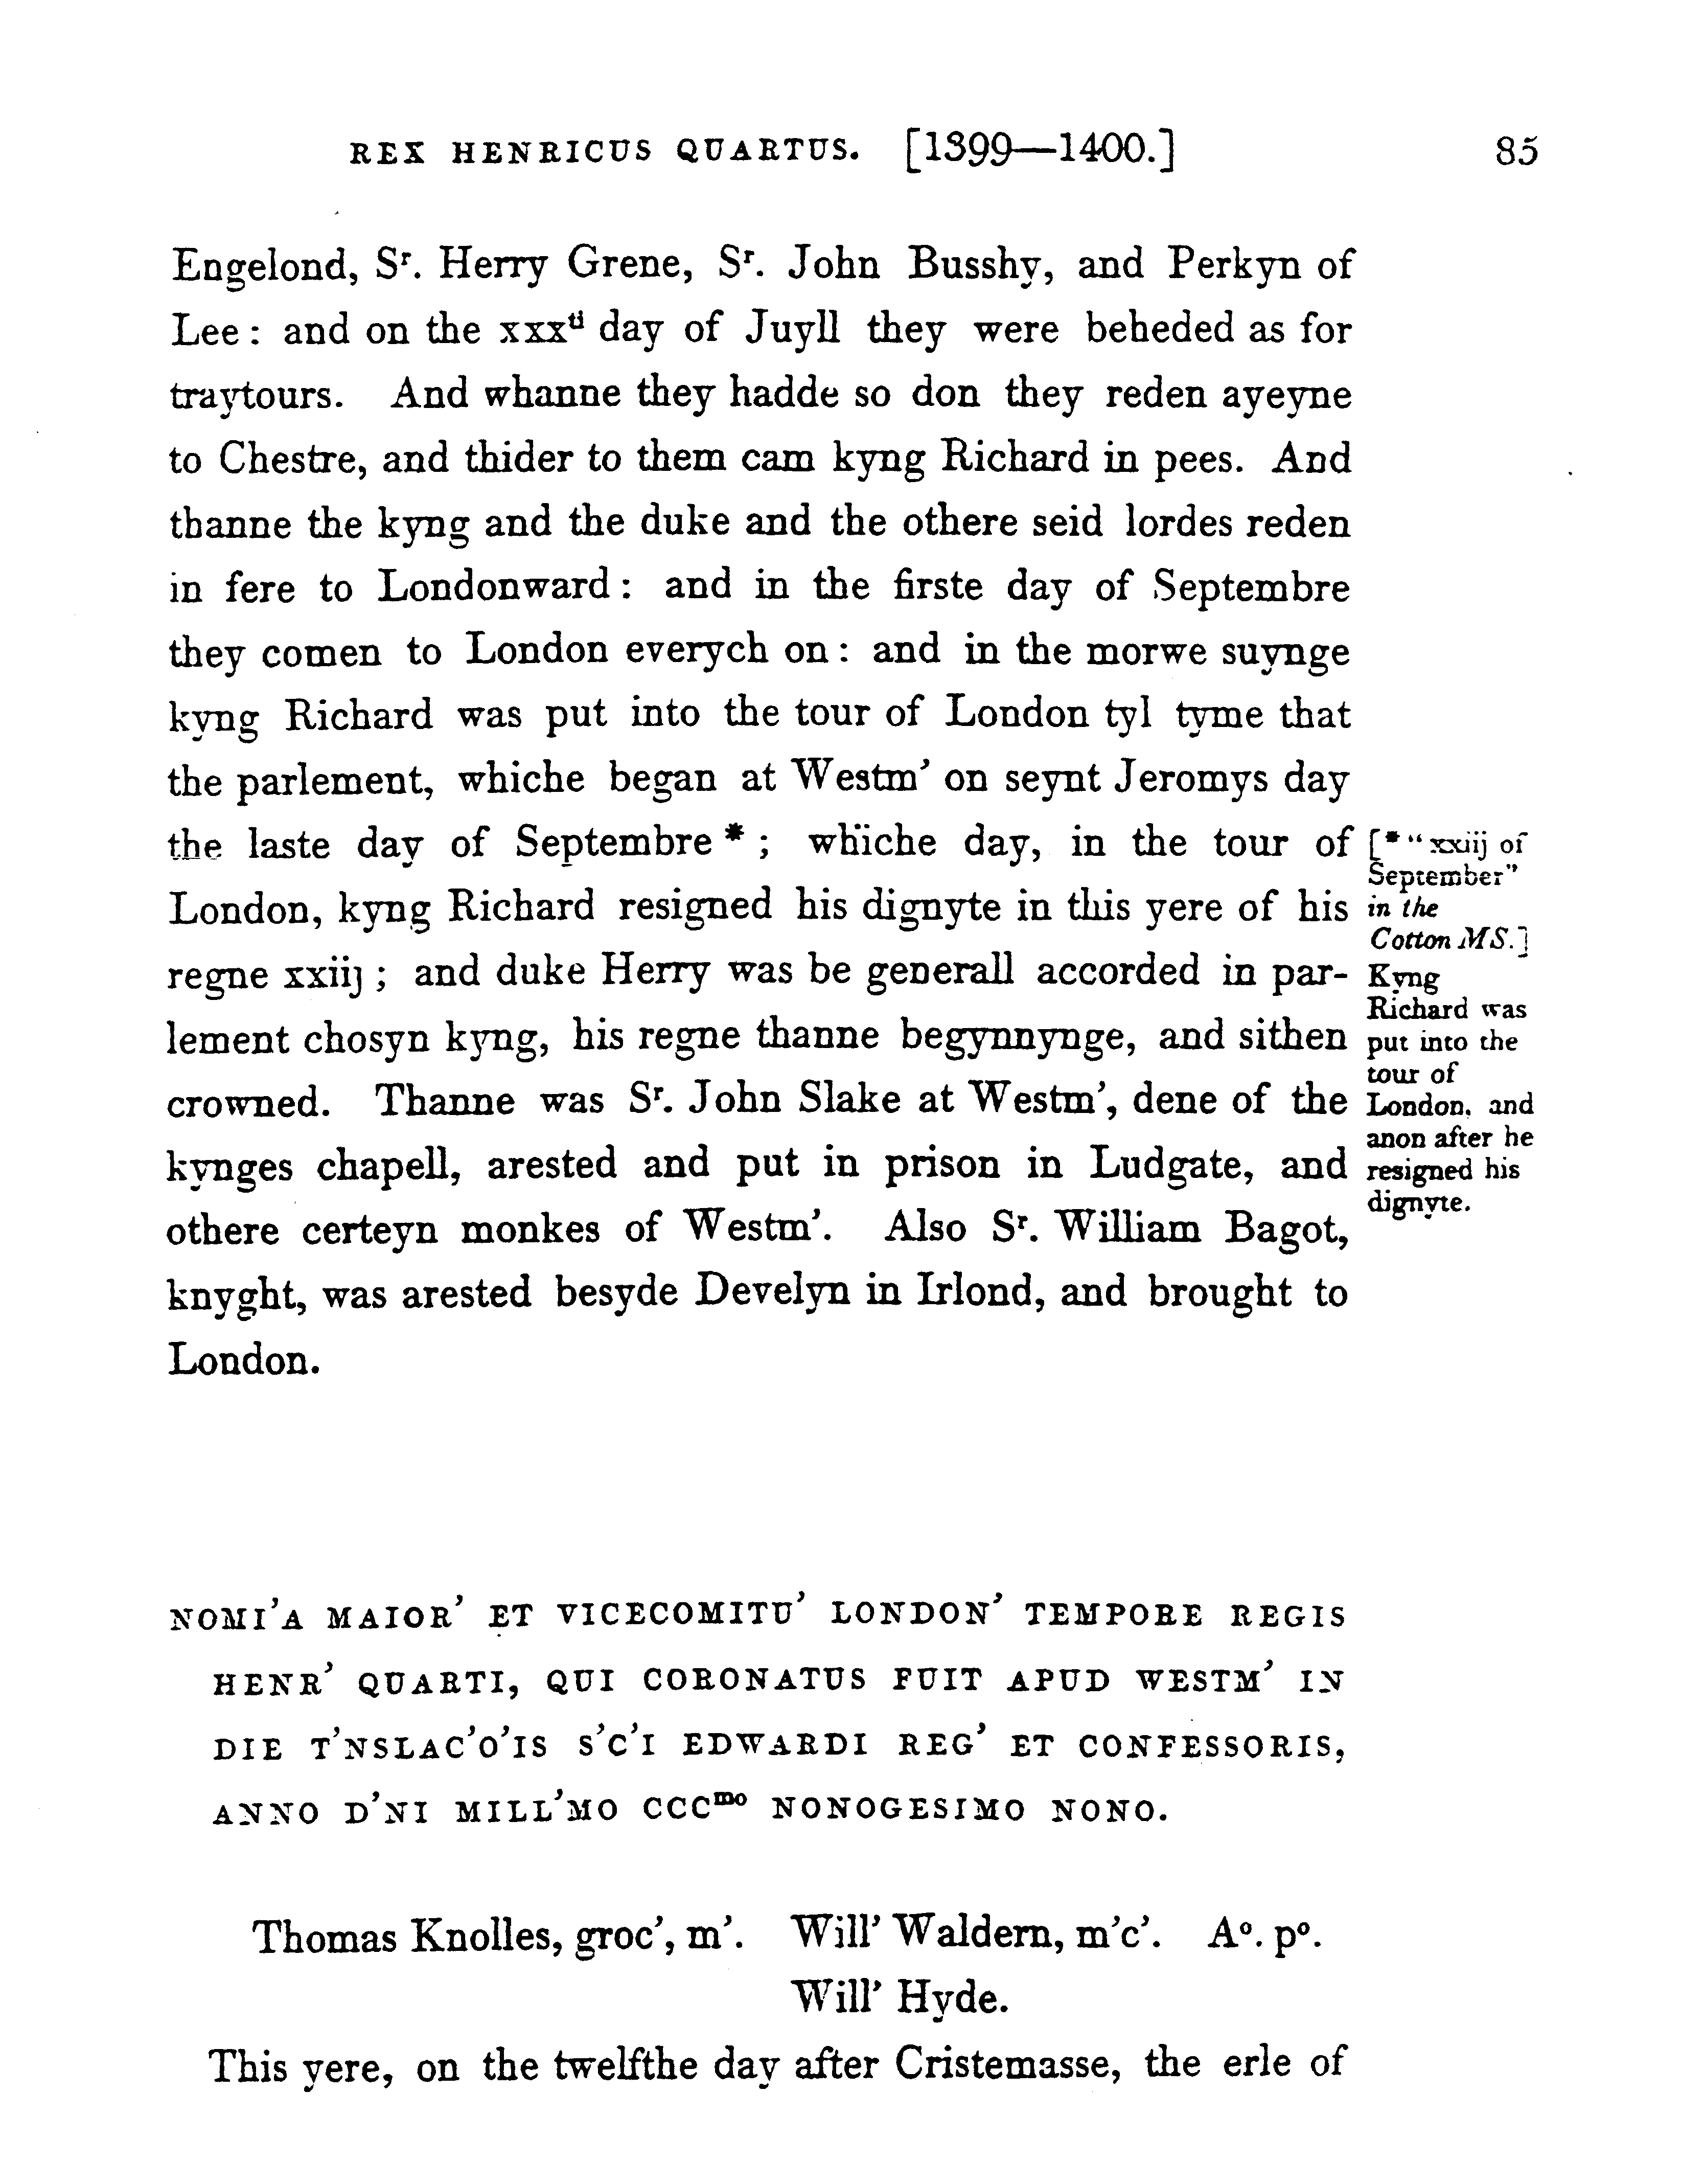 REX HENRICUS QUARTUS. [1399—1400.] 85
Engelond, Sʳ. Herry Grene, Sʳ. John Busshy, and Perkyn of
Lee : and on the xxxᵗⁱ day of Juyll they were beheded as for
traytours. And whanne they hadde so don they reden ayeyne
to Chestre, and thider to them cam kyng Richard in pees. And
thanne the kyng and the duke and the othere seid lordes reden
in fere to Londonward : and in the firste day of Septembre
they comen to London everych on : and in the morwe suynge
kyng Richard was put into the tour of London tyl tyme that
the parlement, whiche began at Westm’ on seynt Jeromys day
the laste day of Septembre * ; whiche day, in the tour of
London, kyng Richard resigned his dignyte in this yere of his
regne xxiij ; and duke Herry was be generall accorded in par-
lement chosyn kyng, his regne thanne begynnynge, and sithen
crowned. Thanne was Sʳ. John Slake at Westm’, dene of the
kynges chapell, arested and put in prison in Ludgate, and
othere certeyn monkes of Westm’. Also Sʳ. William Bagot,
knyght, was arested besyde Develyn in Irlond, and brought to
London.
[* “ xxiij of
September”
in the
Cotton MS.]
Kyng
Richard was
put into the
tour of
London, and
anon after he
resigned his
dignyte.
NOMI’A MAIOR’ ET VICECOMITU’ LONDON’ TEMPORE REGIS
HENR’ QUARTI, QUI CORONATUS FUIT APUD WESTM’ IN
DIE T’NSLAC’O’IS S’C’I EDWARDI REG’ ET CONFESSORIS,
ANNO D’NI MILL’MO CCCᵐᵒ NONOGESIMO NONO.
Thomas Knolles, groc’, m’. Will’ Waldern, m’c’. Aº. pº.
Will’ Hyde.
This yere, on the twelfthe day after Cristemasse, the erle of